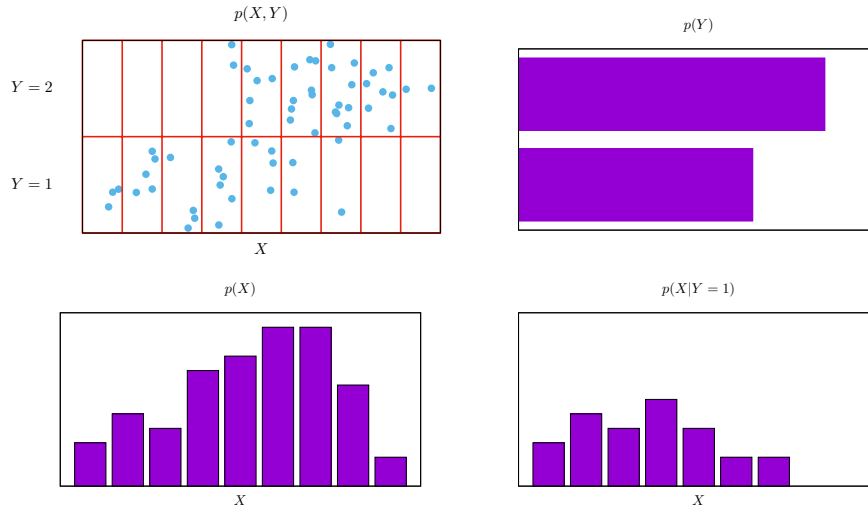 p(X, Y)
p(Y)
Y = 2
Y = 1
X
p(X)
p(X|Y = 1)
X
X